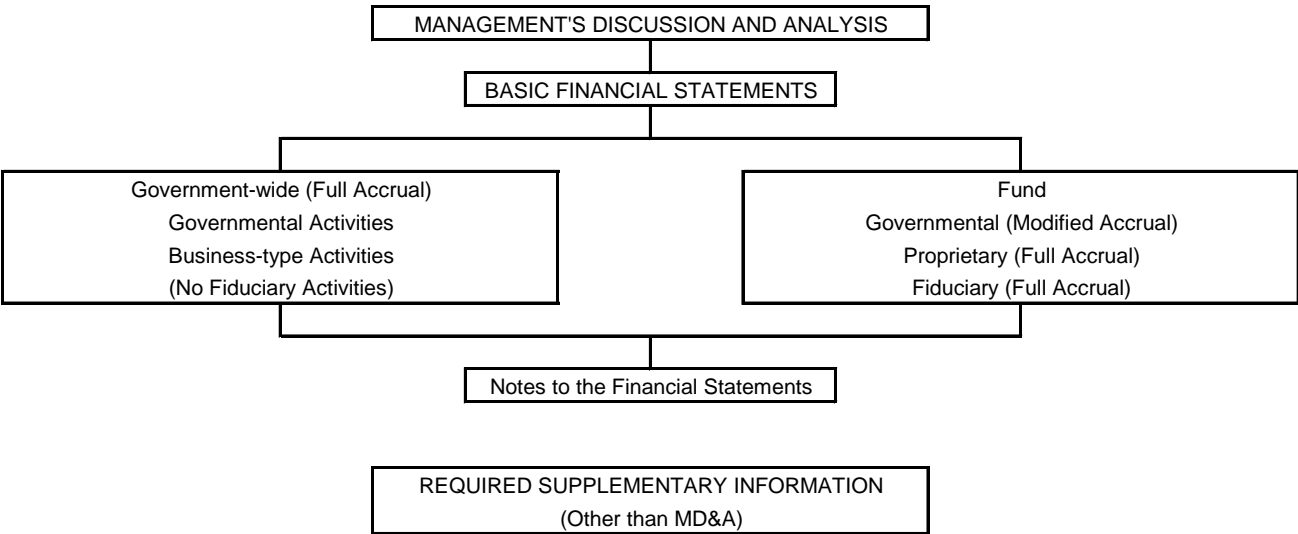 MANAGEMENT'S DISCUSSION AND ANALYSIS
BASIC FINANCIAL STATEMENTS
Government-wide (Full Accrual)
Governmental Activities
Business-type Activities
(No Fiduciary Activities)
Fund
Governmental (Modified Accrual)
Proprietary (Full Accrual)
Fiduciary (Full Accrual)
Notes to the Financial Statements
REQUIRED SUPPLEMENTARY INFORMATION
(Other than MD&A)